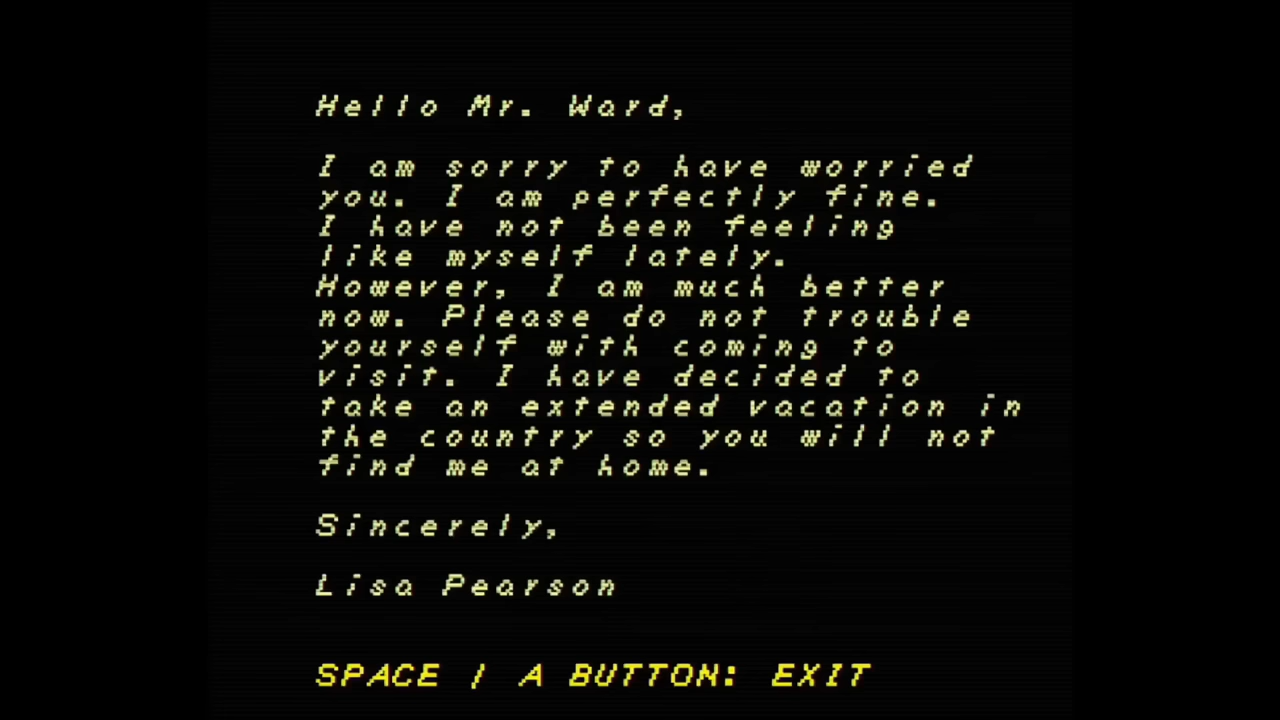 Hello Mr. Ward,
I am sorry to have worried
you. I am perfectly fine.
I have not been feeling
like myself lately.
However, I am much better
now. Please do not trouble
yourself with coming to
visit. I have decided to
take an extended vacation in
the country so you will not
find me at home.
Sincerely,
Lisa Pearson
SPACE / A BUTTON: EXIT